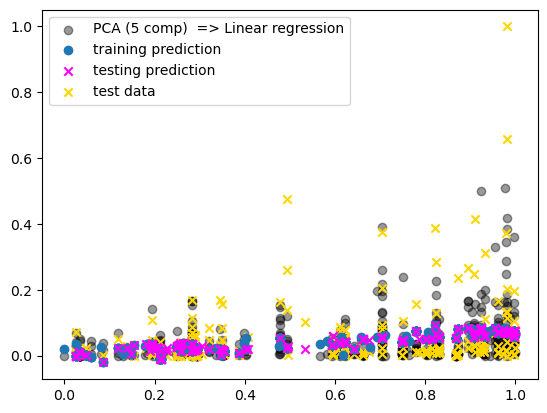 PCA (5 comp)  => Linear regression
training prediction
testing prediction
test data
1.0
0.8
0.6
0.4
0.2
0.0
0.0 0.2 0.4 0.6 0.8 1.0